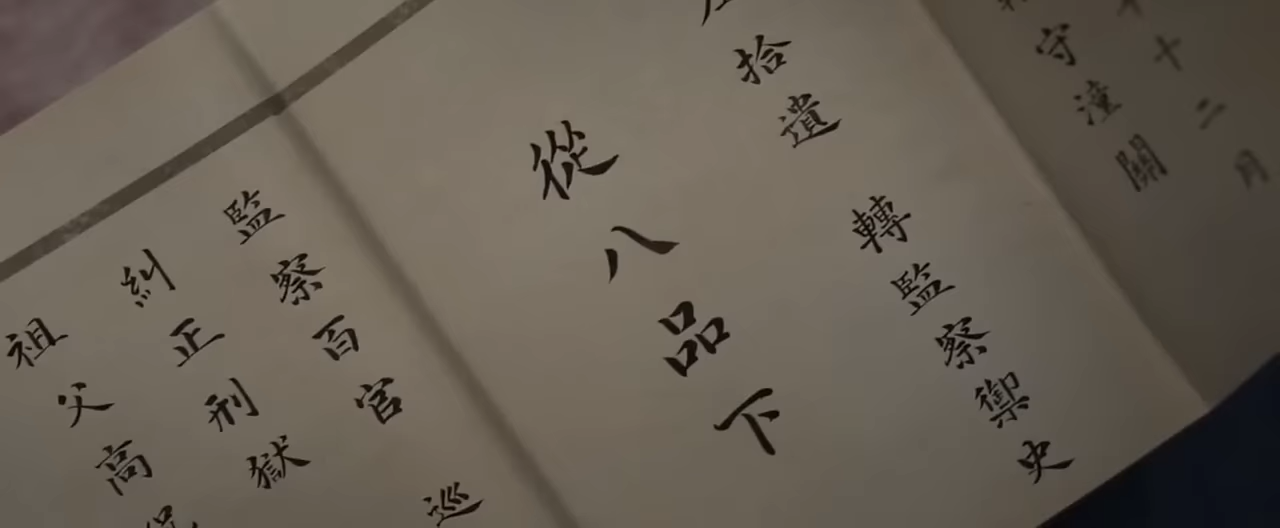 十二月
守潼關
拾遺 轉監察禦史
從八品下
監察百官 巡
糾正刑獄
祖父高